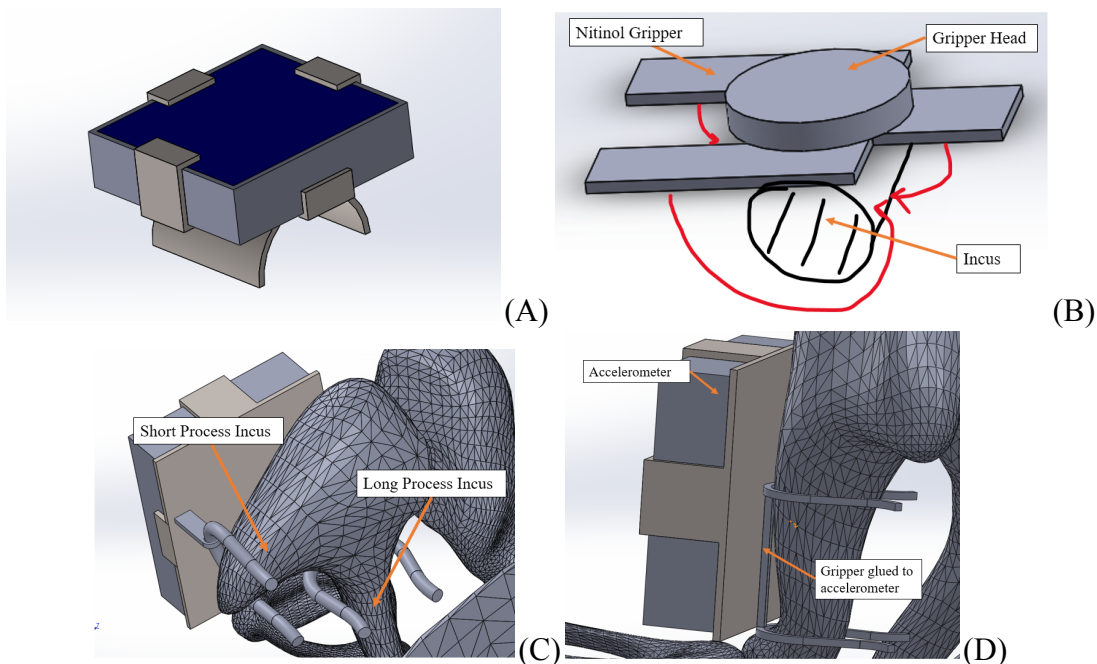 (A)
Nitinol Gripper
Gripper Head
Incus
(B)
Short Process Incus
Long Process Incus
(C)
Accelerometer
Gripper glued to
accelerometer
(D)